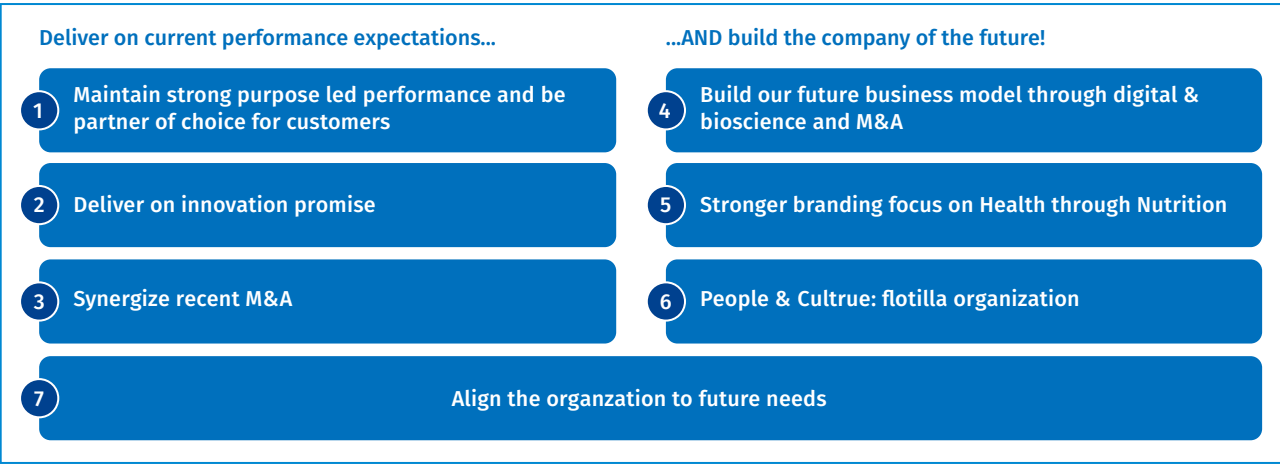 Deliver on current performance expectations...
1
Maintain strong purpose led performance and be
partner of choice for customers
2
Deliver on innovation promise
3
Synergize recent M&A
...AND build the company of the future!
4
Build our future business model through digital &
bioscience and M&A
5
Stronger branding focus on Health through Nutrition
6
People & Cultrue: flotilla organization
7
Align the organzation to future needs